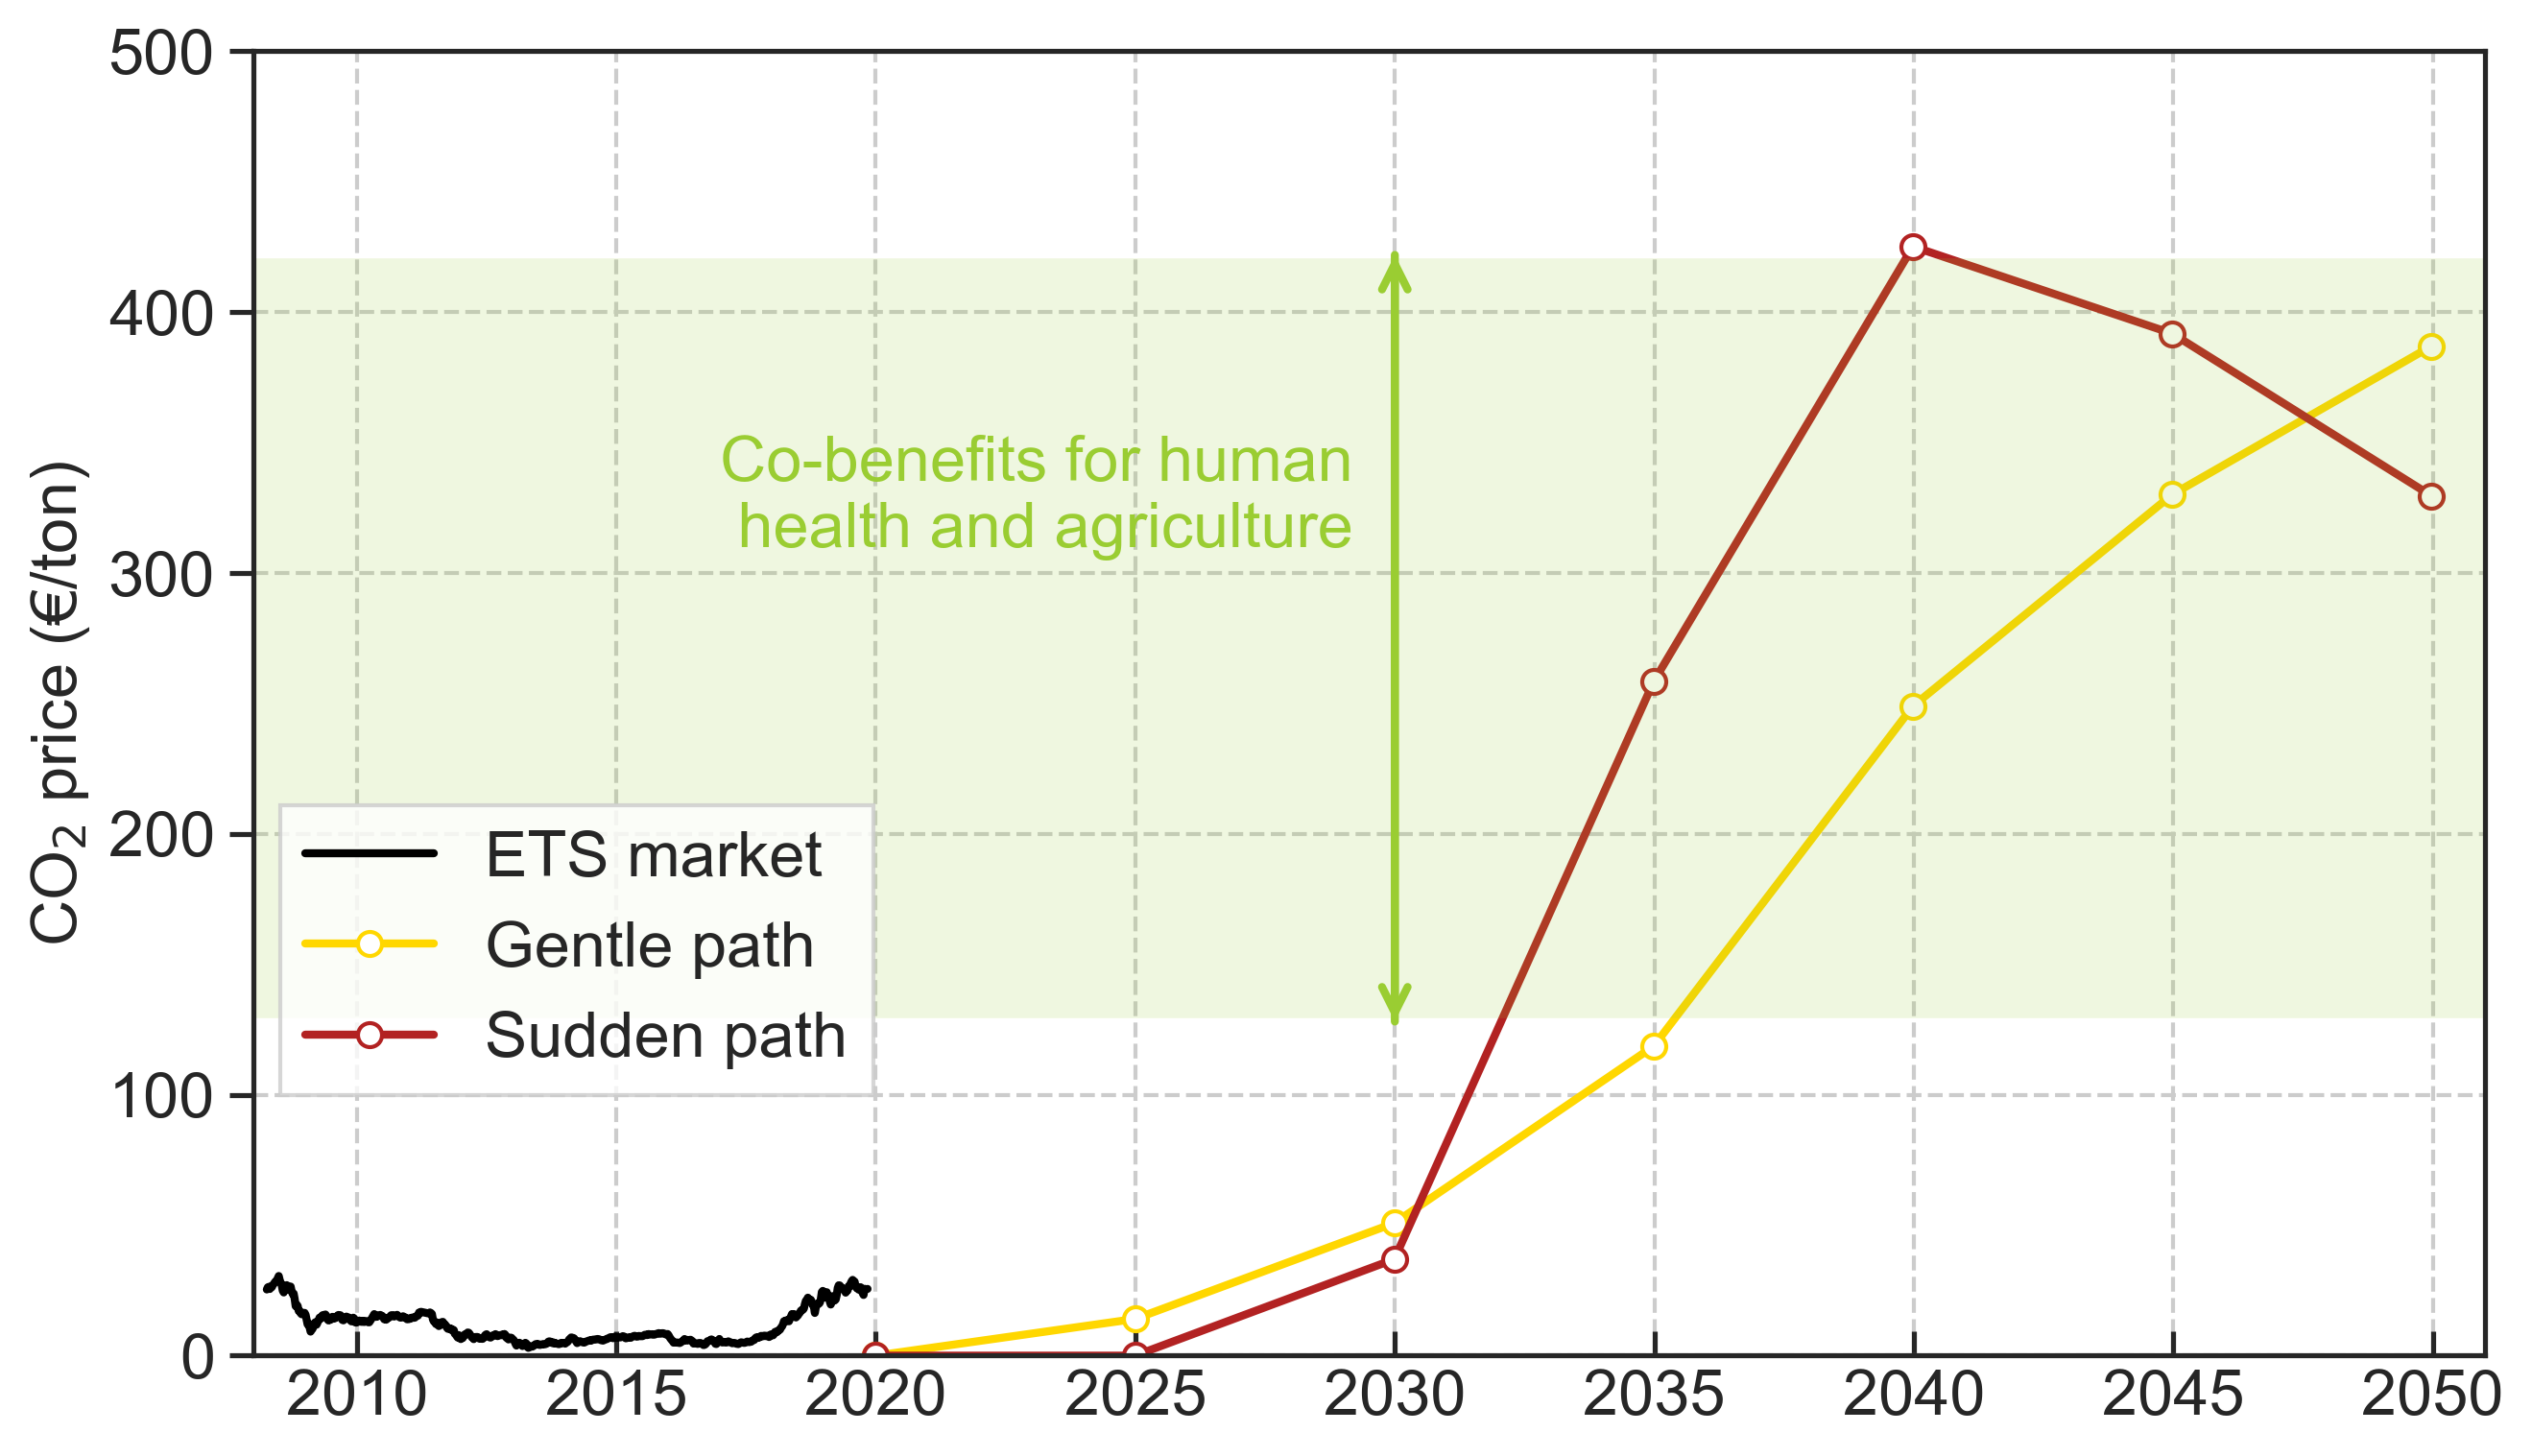 500
400
300
200
100
0
CO₂ price (€/ton)
Co-benefits for human
health and agriculture
ETS market
Gentle path
Sudden path
2010 2015 2020 2025 2030 2035 2040 2045 2050